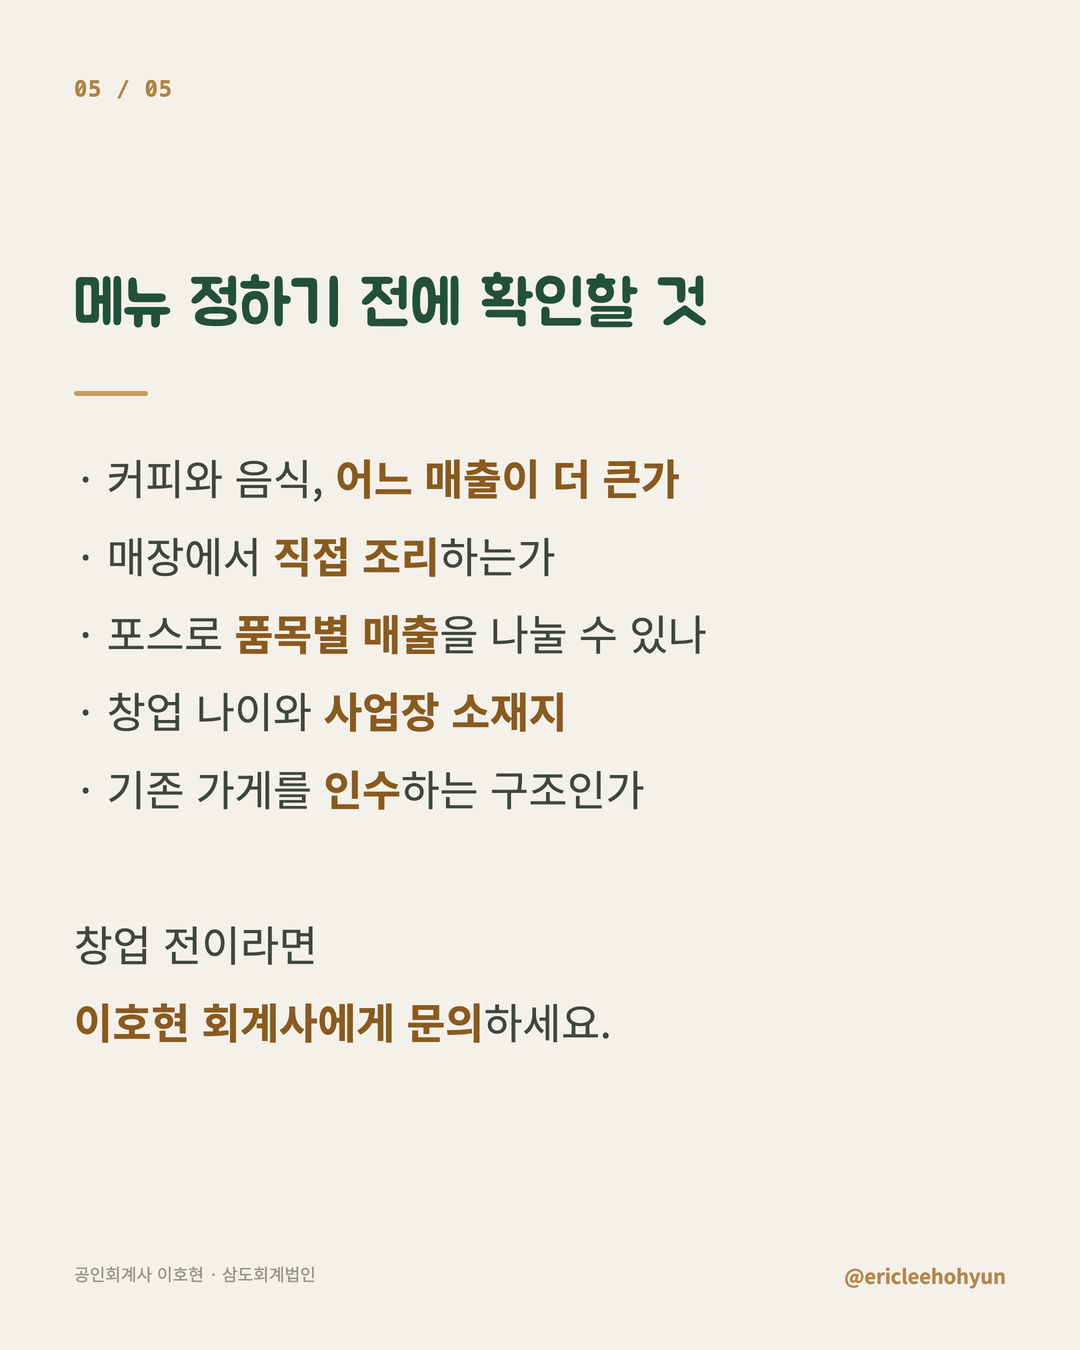 05 / 05
메뉴 정하기 전에 확인할 것
· 커피와 음식, 어느 매출이 더 큰가
· 매장에서 직접 조리하는가
· 포스로 품목별 매출을 나눌 수 있나
· 창업 나이와 사업장 소재지
· 기존 가게를 인수하는 구조인가
창업 전이라면
이호현 회계사에게 문의하세요.
공인회계사 이호현 · 삼도회계법인
@ericleehohyun